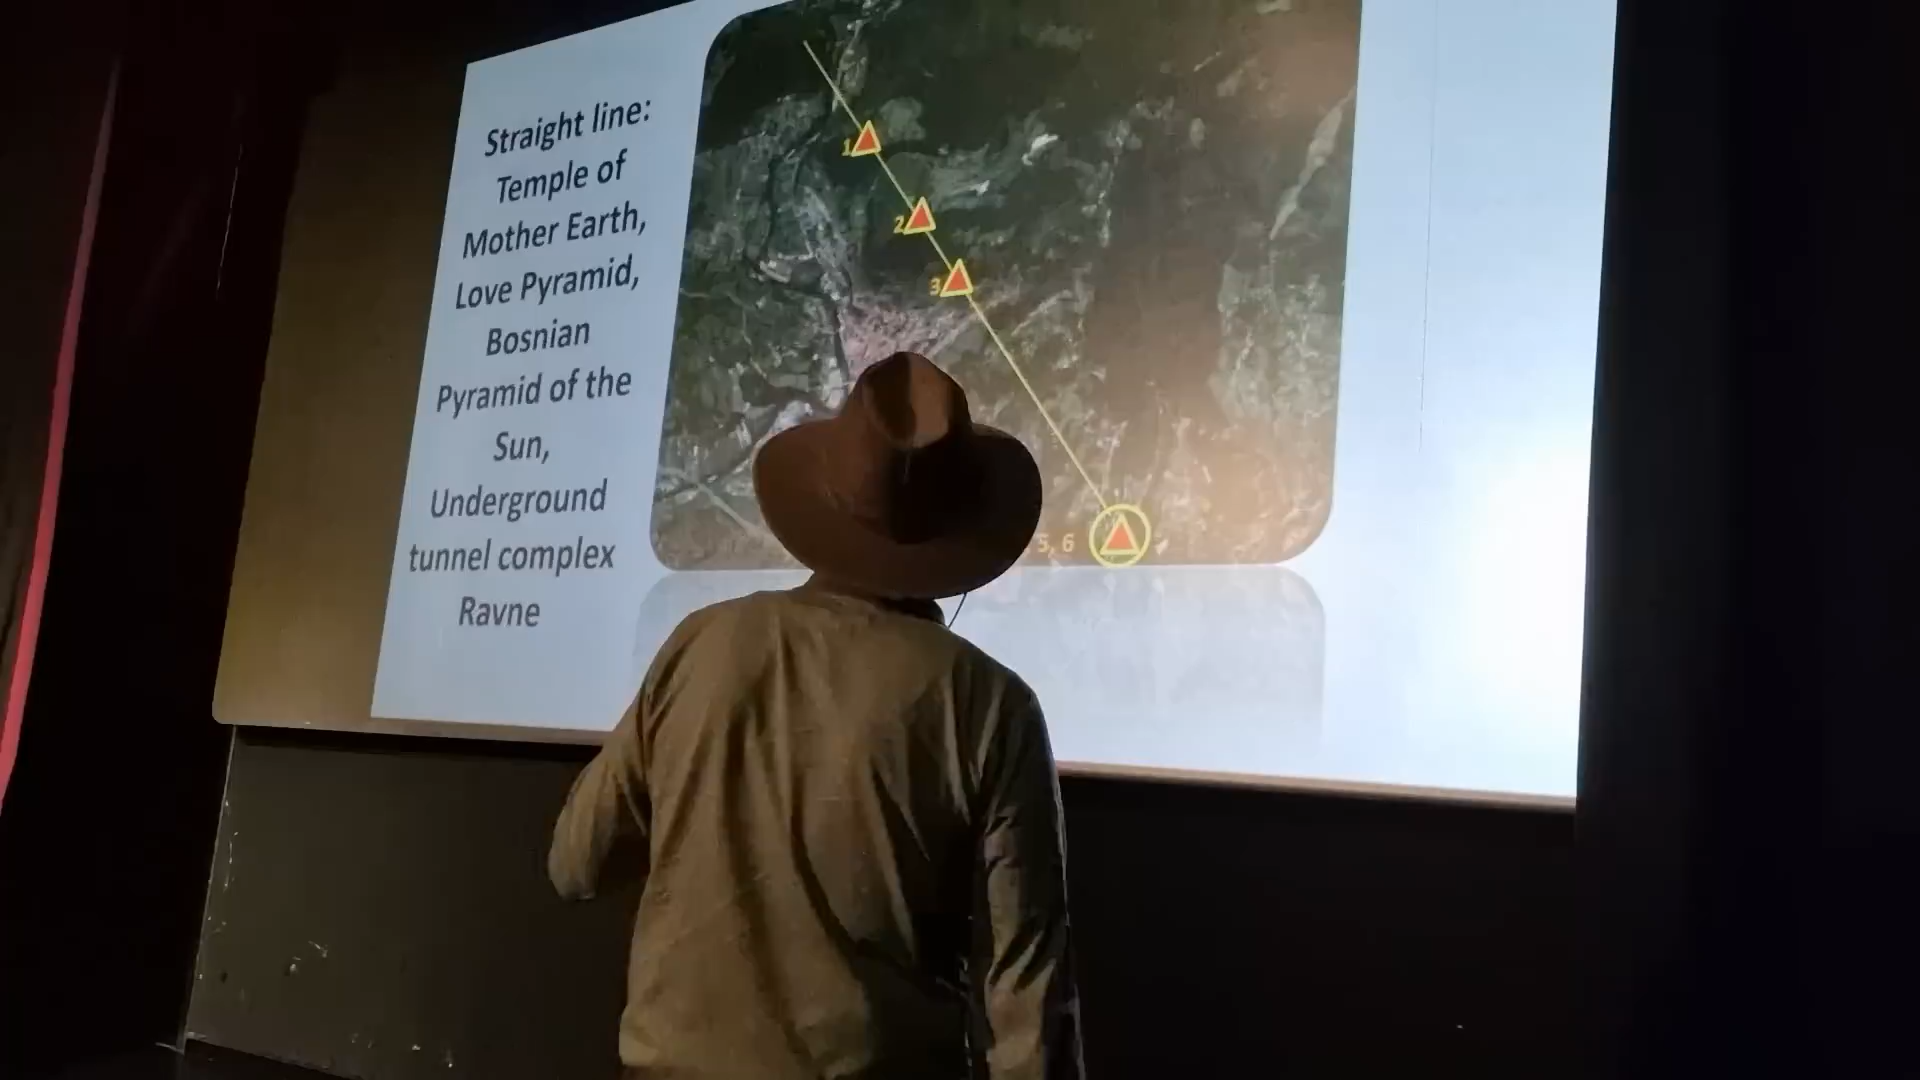 Straight line:
Temple of
Mother Earth,
Love Pyramid,
Bosnian
Pyramid of the
Sun,
Underground
tunnel complex
Ravne
1
2
3
5, 6